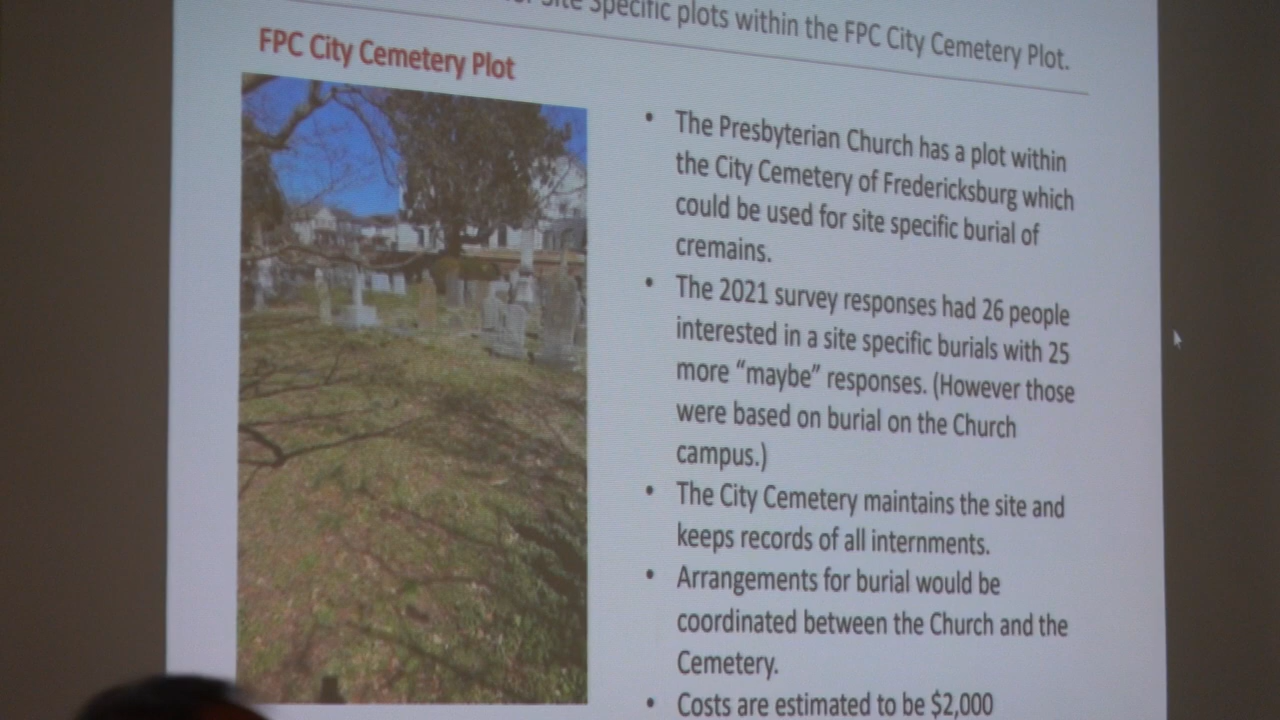 Specific plots within the FPC City Cemetery Plot.
FPC City Cemetery Plot
• The Presbyterian Church has a plot within
the City Cemetery of Fredericksburg which
could be used for site specific burial of
cremains.
• The 2021 survey responses had 26 people
interested in a site specific burials with 25
more “maybe” responses. (However those
were based on burial on the Church
campus.)
• The City Cemetery maintains the site and
keeps records of all internments.
• Arrangements for burial would be
coordinated between the Church and the
Cemetery.
• Costs are estimated to be $2,000